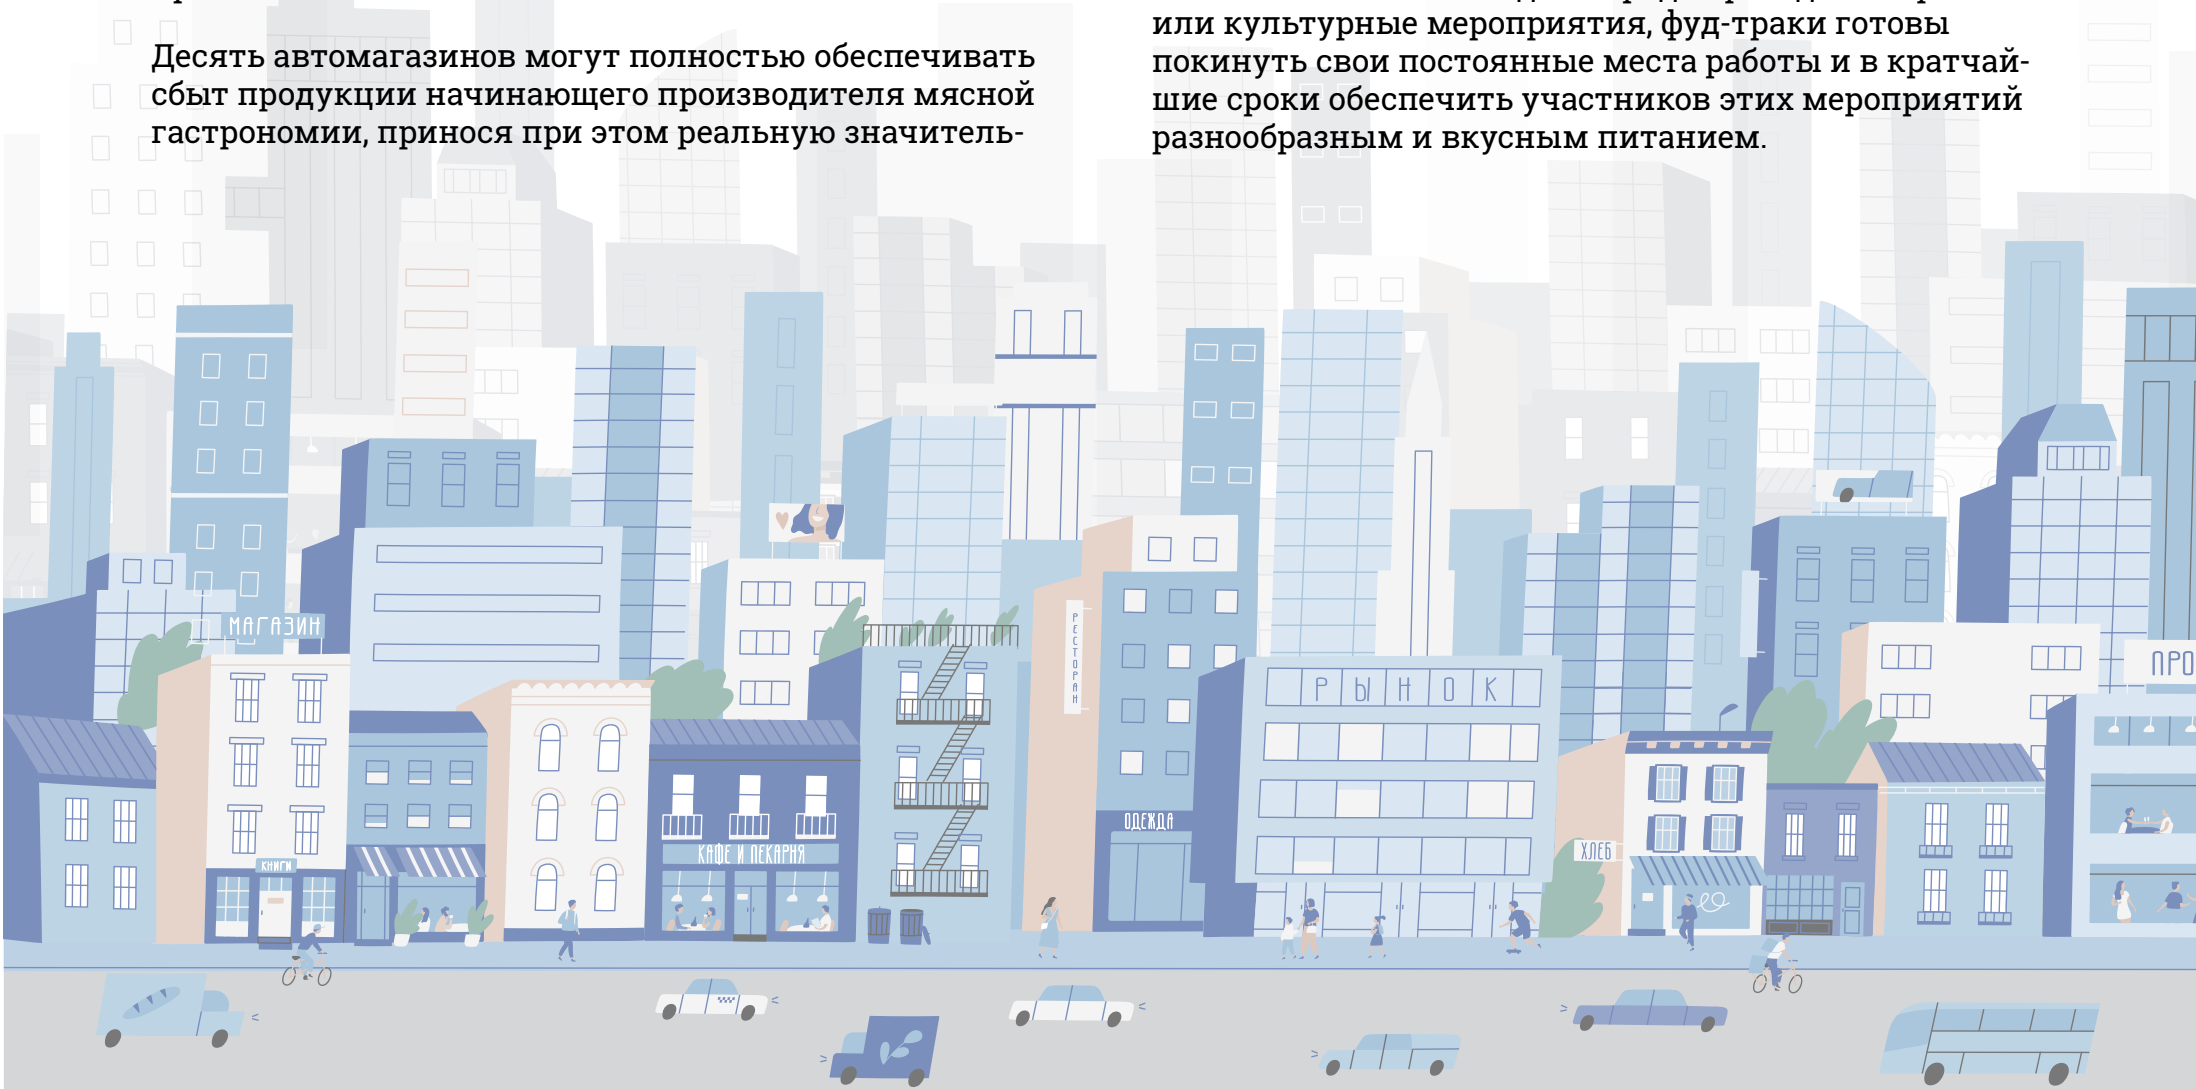 Десять автомагазинов могут полностью обеспечивать
сбыт продукции начинающего производителя мясной
гастрономии, принося при этом реальную значитель-
или культурные мероприятия, фуд-траки готовы
покинуть свои постоянные места работы и в кратчай-
шие сроки обеспечить участников этих мероприятий
разнообразным и вкусным питанием.
МАГАЗИН
РЕСТОРАН
ПРО
РЫНОК
ОДЕЖДА
КАФЕ И ПЕКАРНЯ
ХЛЕБ
КНИГИ